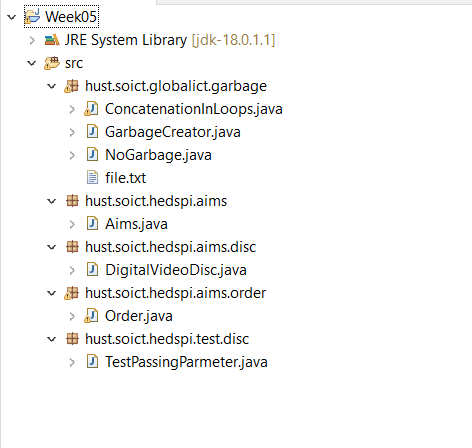 Week05
JRE System Library [jdk-18.0.1.1]
src
hust.soict.globalict.garbage
ConcatenationInLoops.java
GarbageCreator.java
NoGarbage.java
file.txt
hust.soict.hedspi.aims
Aims.java
hust.soict.hedspi.aims.disc
DigitalVideoDisc.java
hust.soict.hedspi.aims.order
Order.java
hust.soict.hedspi.test.disc
TestPassingParmeter.java